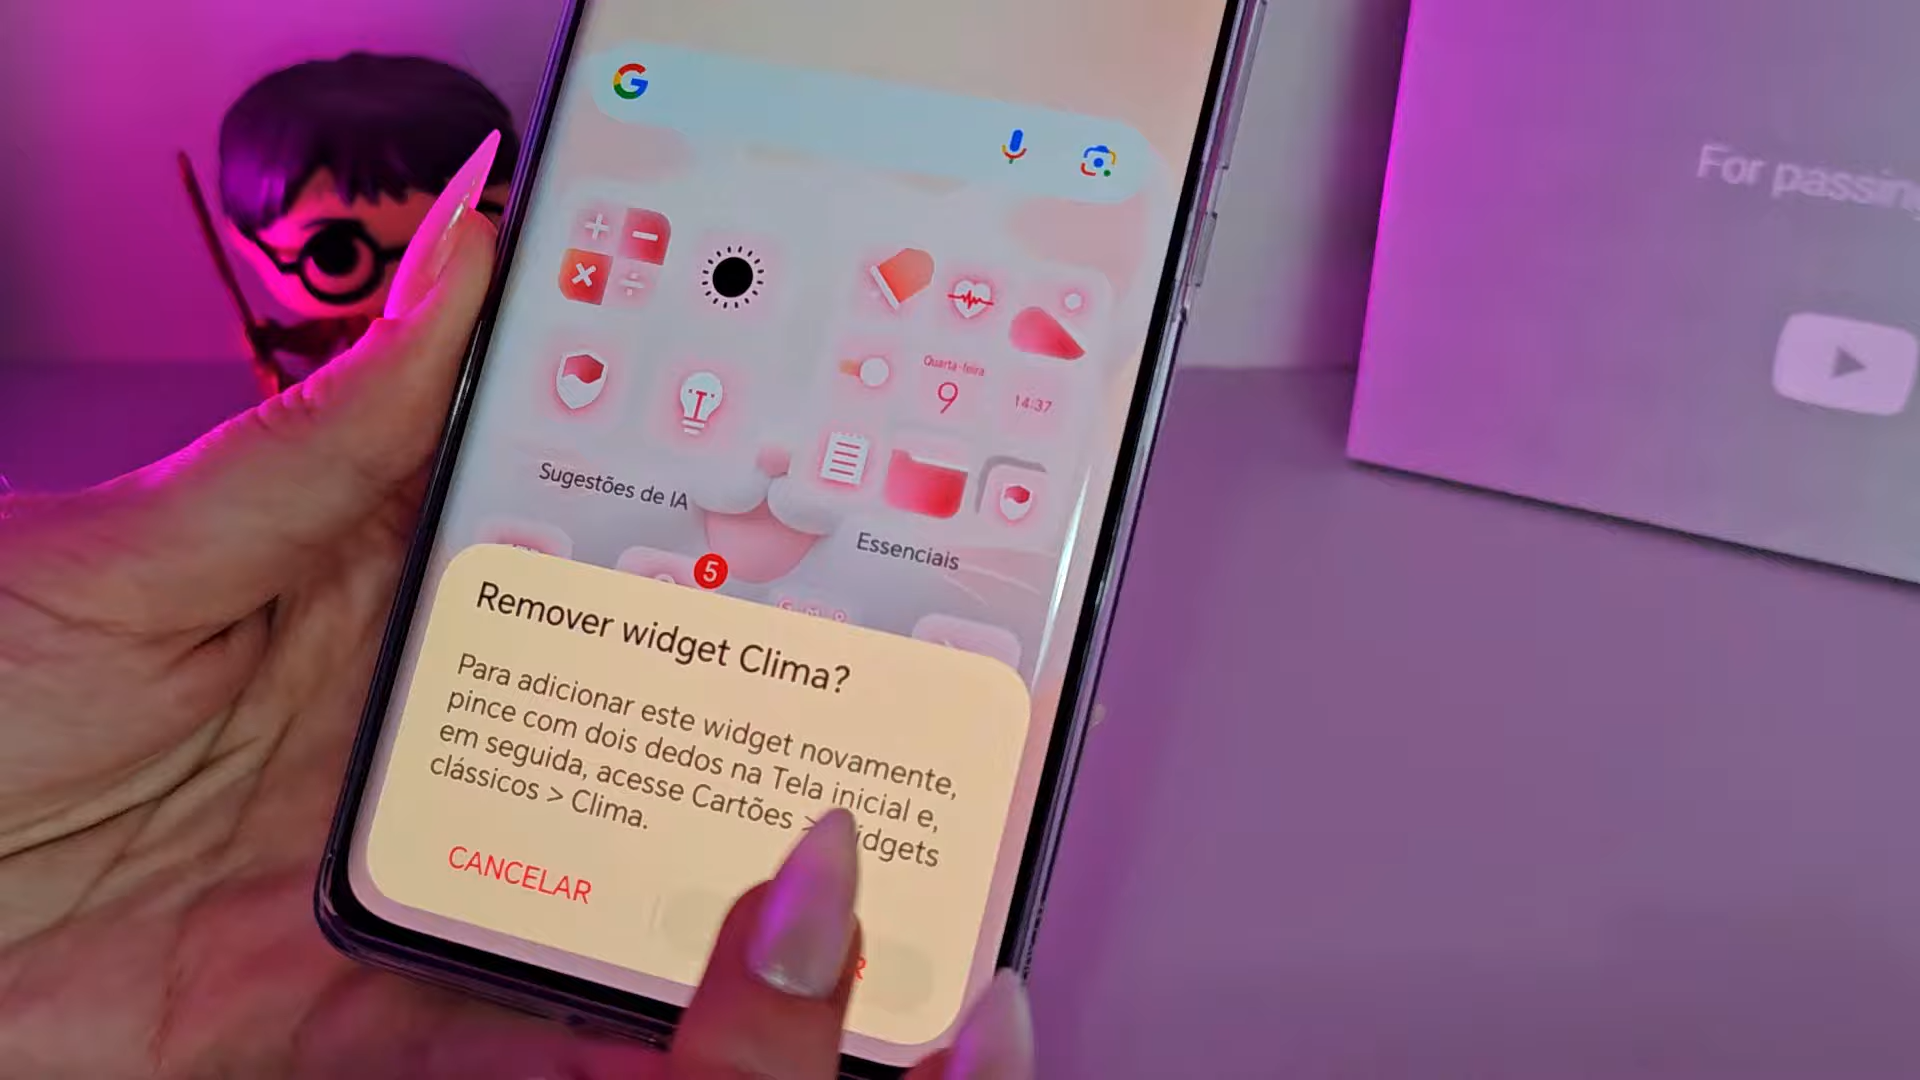 For passing
Quarta-feira
9
14:37
Sugestões de IA
Essenciais
5
Remover widget Clima?
Para adicionar este widget novamente,
pince com dois dedos na Tela inicial e,
em seguida, acesse Cartões >
clássicos > Clima.
CANCELAR